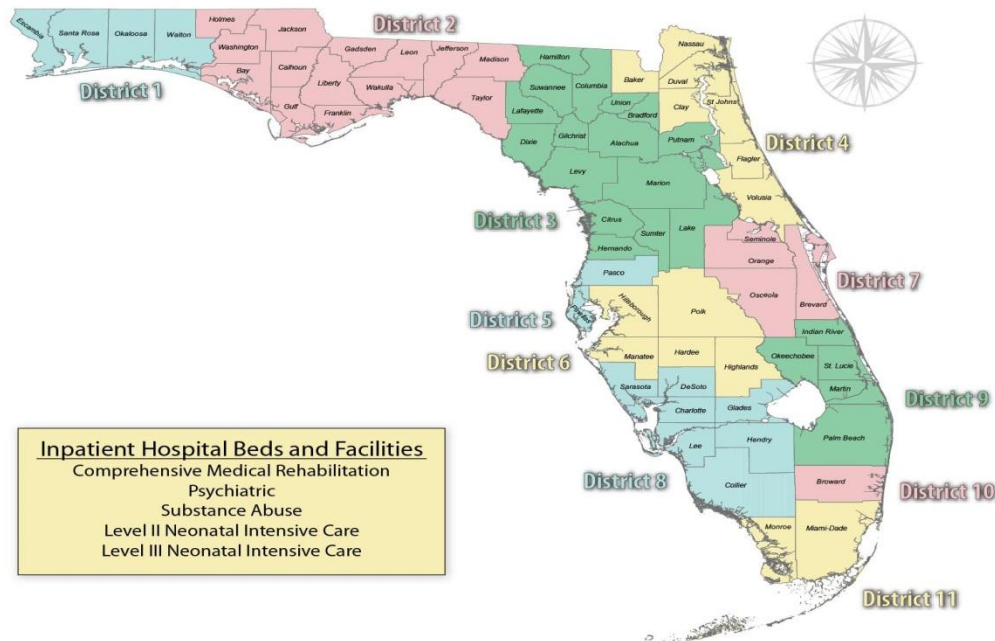 Escambia
Santa Rosa
Okaloosa
Walton
Holmes
Jackson
Washington
Bay
Calhoun
Gulf
Gadsden
Liberty
Franklin
Leon
Wakulla
Jefferson
Madison
Taylor
District 2
District 1
Hamilton
Suwannee
Columbia
Lafayette
Union
Bradford
Dixie
Gilchrist
Alachua
Putnam
Levy
Marion
Citrus
Hernando
Sumter
Lake
District 3
Nassau
Baker
Duval
Clay
St Johns
Flagler
Volusia
District 4
Pasco
Pinellas
District 5
Hillsborough
Polk
Manatee
Hardee
Highlands
District 6
Seminole
Orange
Osceola
Brevard
District 7
Sarasota
DeSoto
Charlotte
Glades
Lee
Hendry
Collier
District 8
Indian River
Okeechobee
St. Lucie
Martin
Palm Beach
District 9
Broward
District 10
Monroe
Miami-Dade
District 11
Inpatient Hospital Beds and Facilities
Comprehensive Medical Rehabilitation
Psychiatric
Substance Abuse
Level II Neonatal Intensive Care
Level III Neonatal Intensive Care